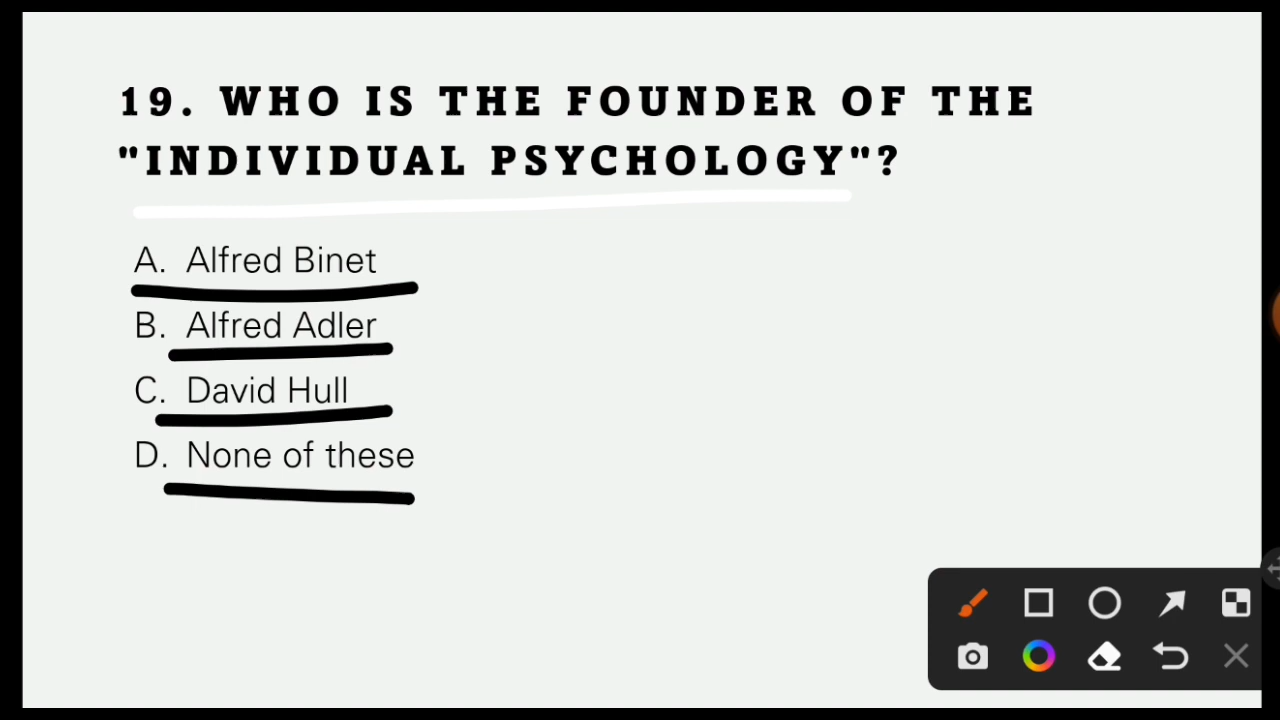 19. WHO IS THE FOUNDER OF THE
"INDIVIDUAL PSYCHOLOGY"?
A. Alfred Binet
B. Alfred Adler
C. David Hull
D. None of these